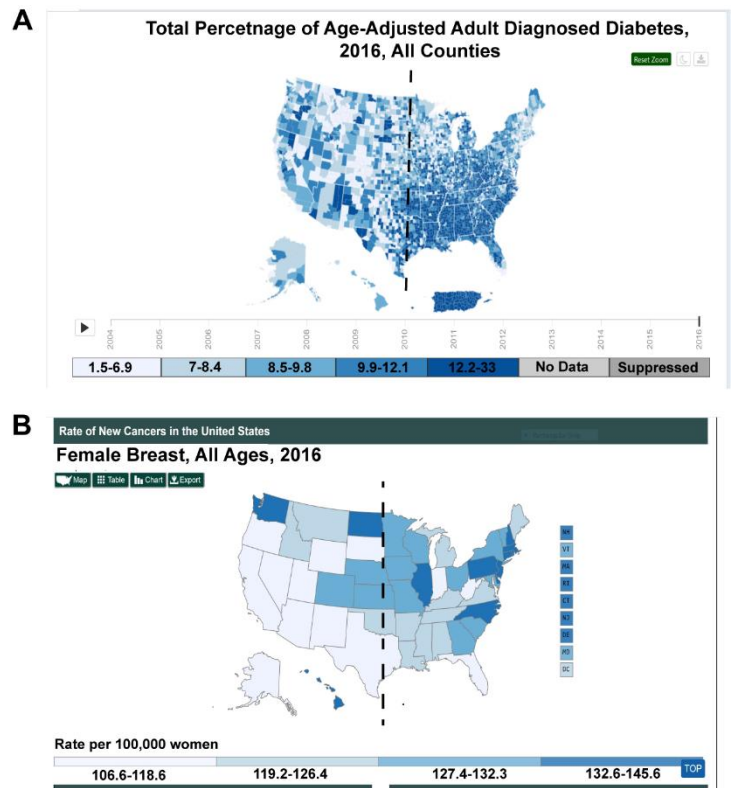 A
Total Percetnage of Age-Adjusted Adult Diagnosed Diabetes,
2016, All Counties
Reset Zoom
2004 2005 2006 2007 2008 2009 2010 2011 2012 2013 2014 2015 2016
1.5-6.9 7-8.4 8.5-9.8 9.9-12.1 12.2-33 No Data Suppressed
B
Rate of New Cancers in the United States
Female Breast, All Ages, 2016
Map Table Chart Export
NH
VT
MA
RI
CT
NJ
DE
MD
DC
Rate per 100,000 women
TOP
106.6-118.6 119.2-126.4 127.4-132.3 132.6-145.6